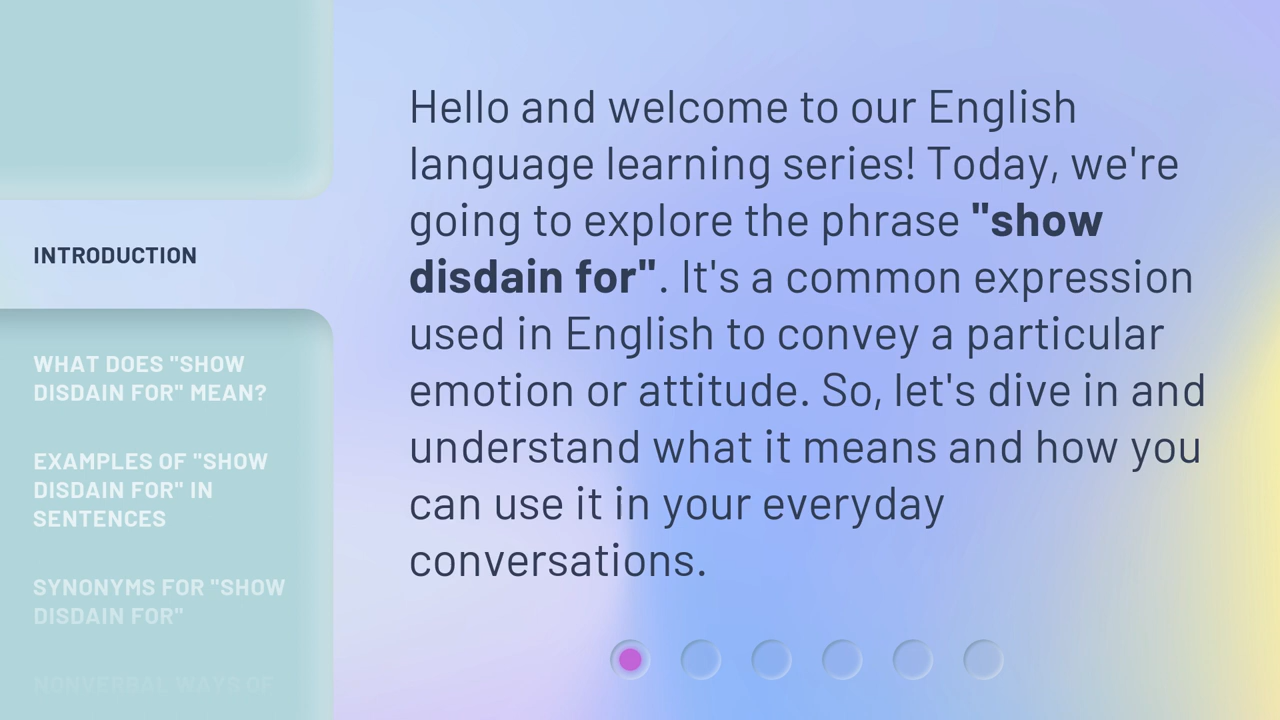 INTRODUCTION
WHAT DOES "SHOW
DISDAIN FOR" MEAN?
EXAMPLES OF "SHOW
DISDAIN FOR" IN
SENTENCES
SYNONYMS FOR "SHOW
DISDAIN FOR"
NONVERBAL WAYS OF
Hello and welcome to our English
language learning series! Today, we're
going to explore the phrase "show
disdain for". It's a common expression
used in English to convey a particular
emotion or attitude. So, let's dive in and
understand what it means and how you
can use it in your everyday
conversations.